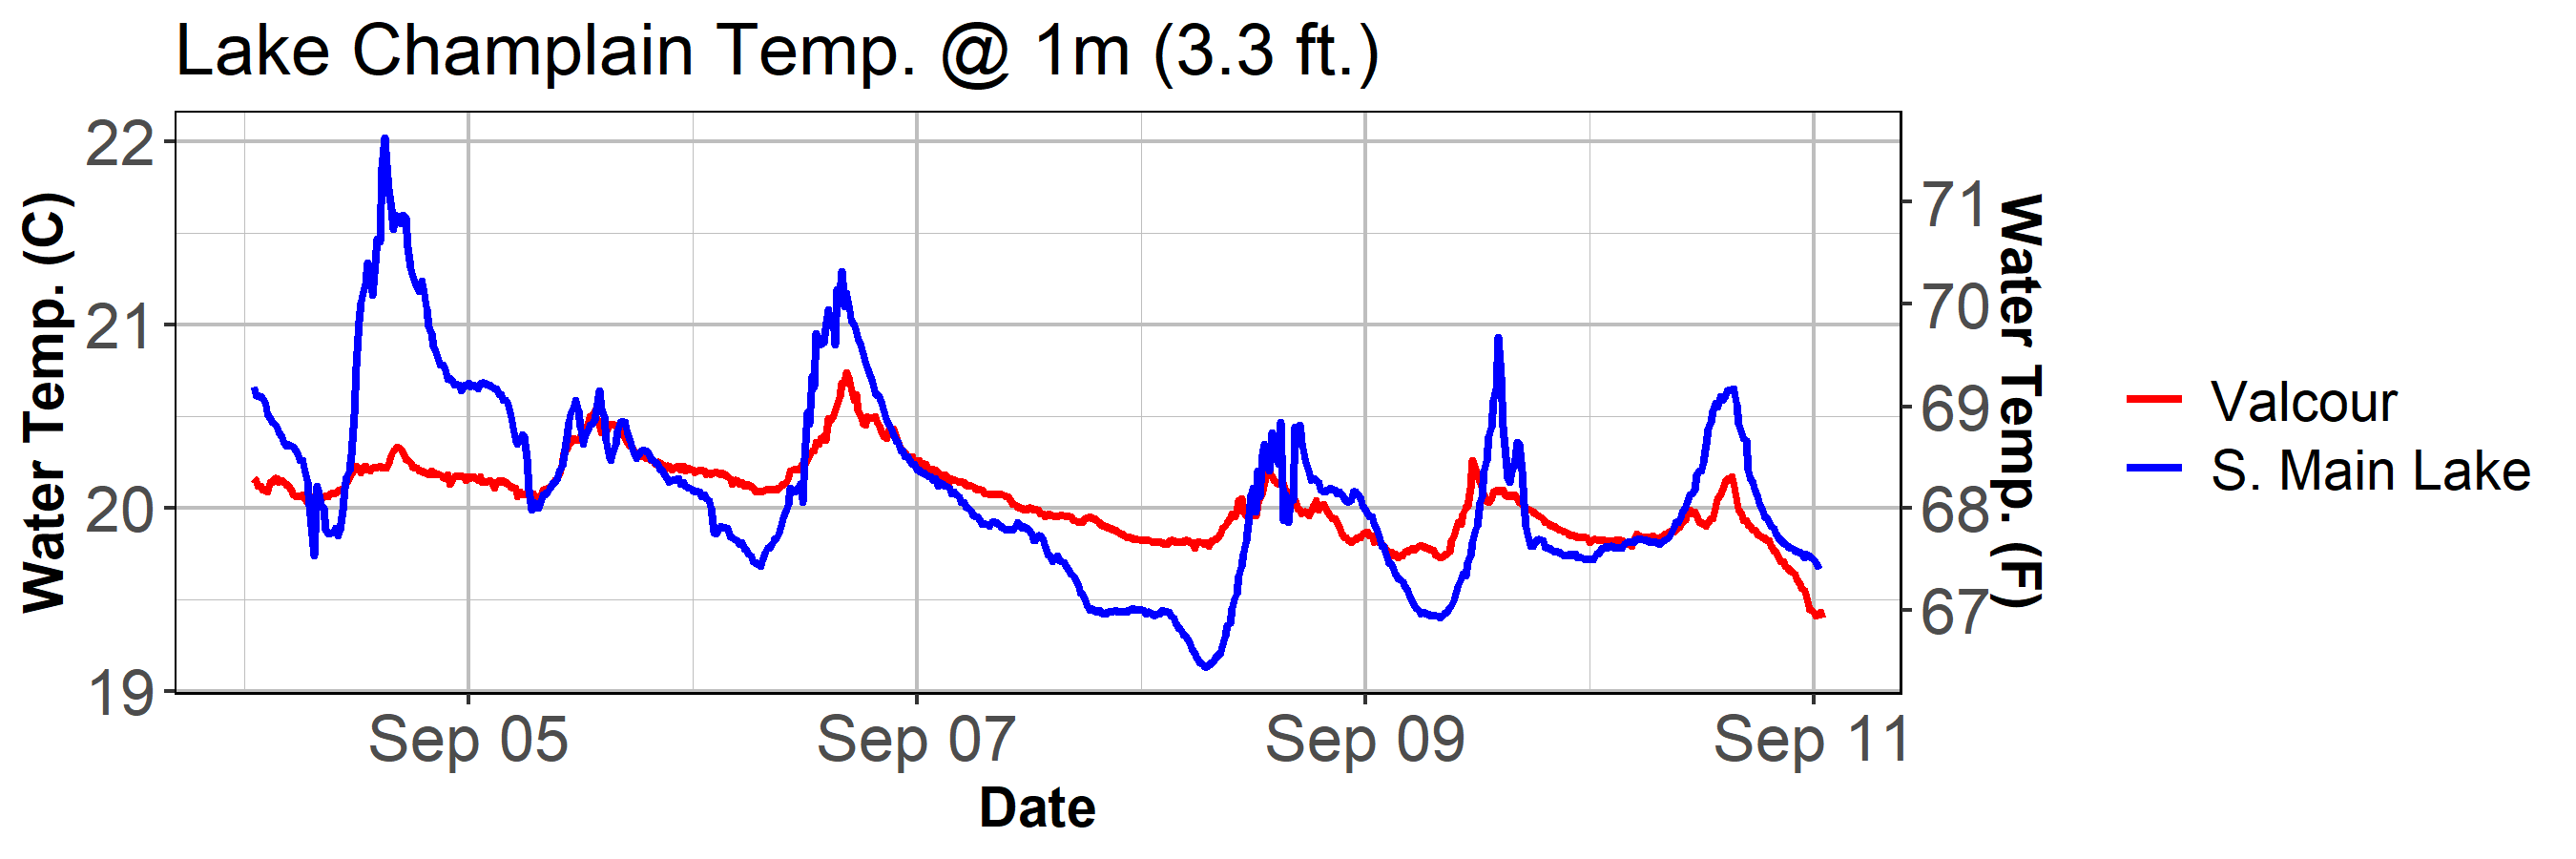 Lake Champlain Temp. @ 1m (3.3 ft.)
Water Temp. (C)
22
21
20
19
71
70
69
68
67
Water Temp. (F)
Sep 05
Sep 07
Sep 09
Sep 11
Date
Valcour
S. Main Lake